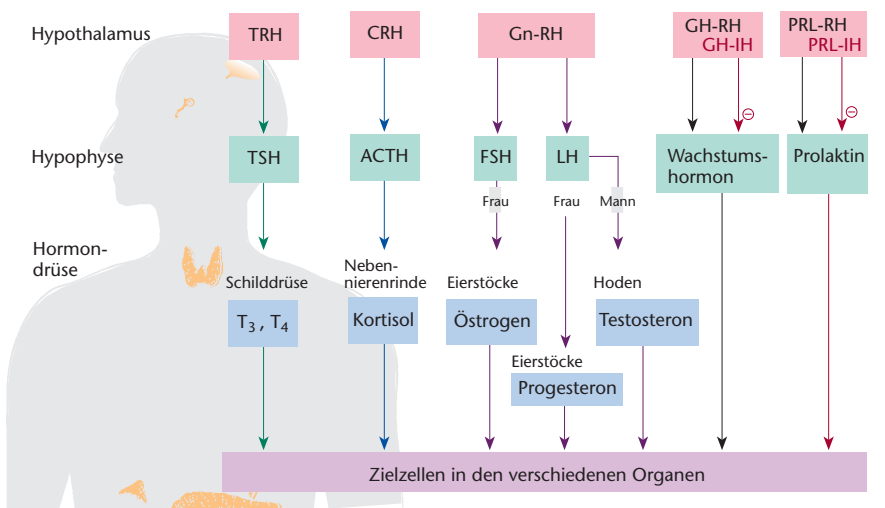 Hypothalamus
TRH
CRH
Gn-RH
GH-RH
GH-IH
PRL-RH
PRL-IH
⊖
⊖
Hypophyse
TSH
ACTH
FSH
LH
Wachstums-
hormon
Prolaktin
Frau
Frau
Mann
Hormon-
drüse
Schilddrüse
Neben-
nierenrinde
Eierstöcke
Hoden
T₃ , T₄
Kortisol
Östrogen
Testosteron
Eierstöcke
Progesteron
Zielzellen in den verschiedenen Organen